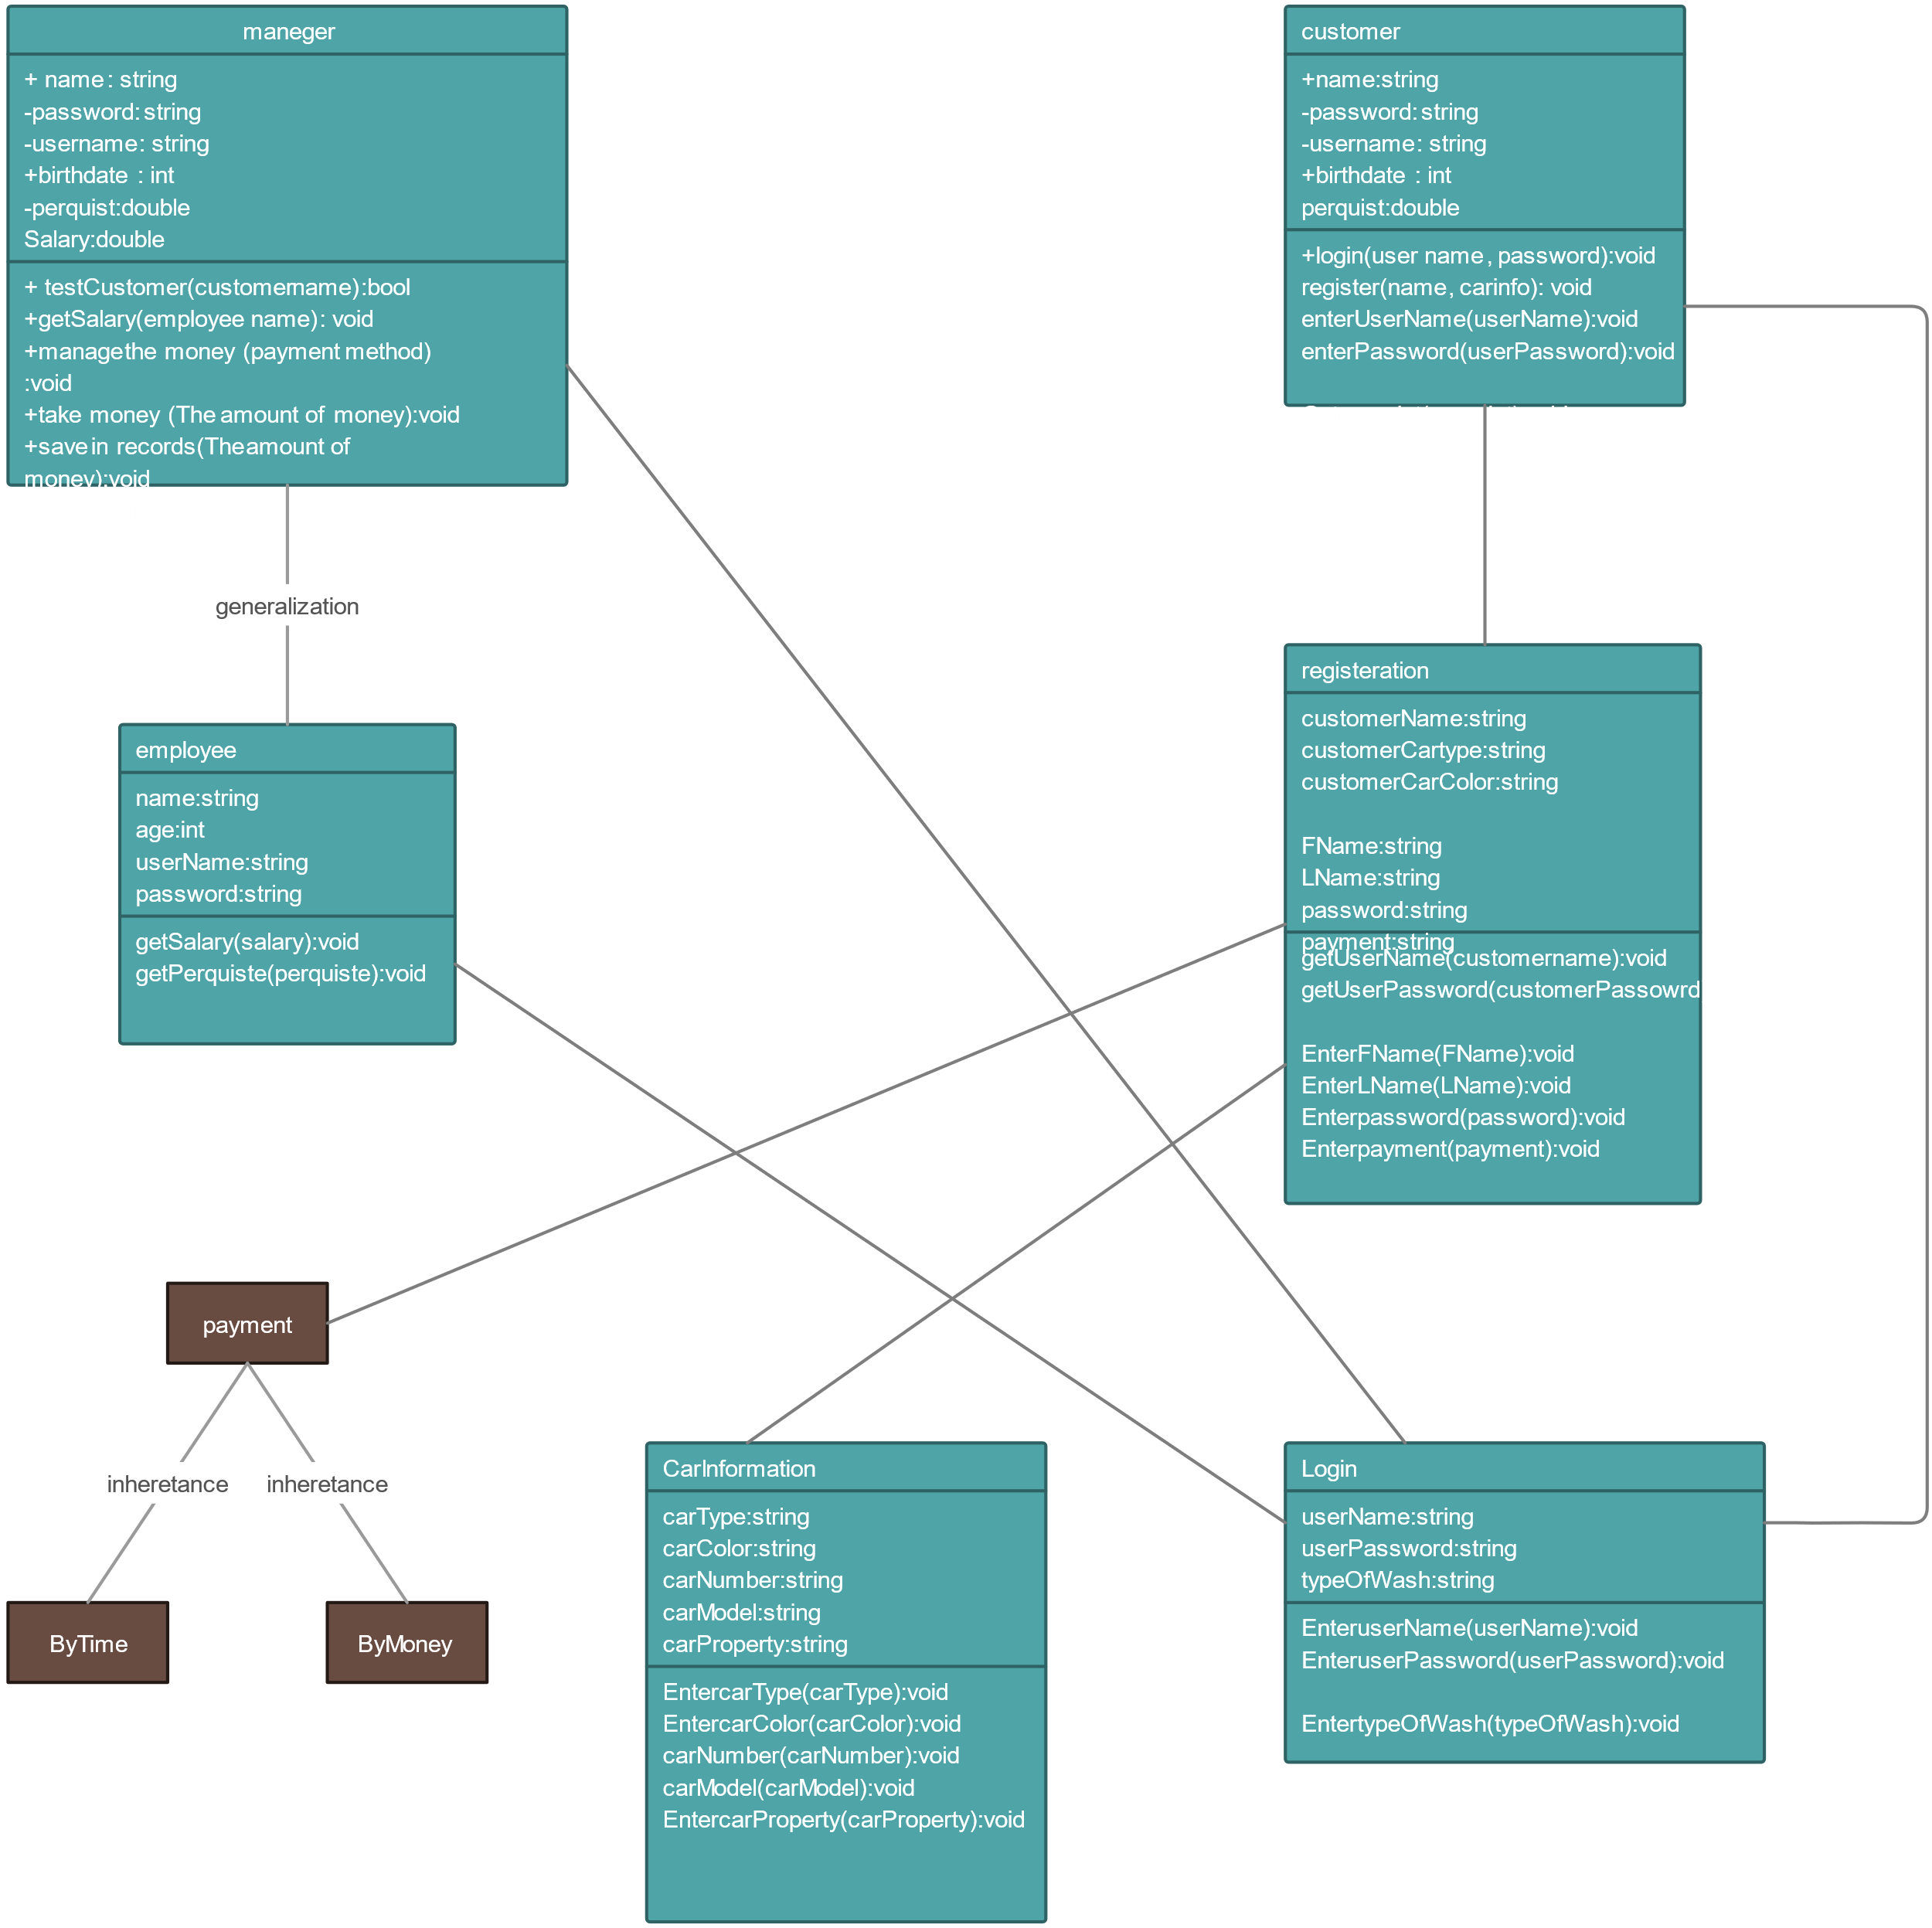 maneger
+ name : string
-password: string
-username : string
+birthdate : int
-perquist:double
Salary:double
+ testCustomer(customername):bool
+getSalary(employee name) : void
+managethe money (payment method)
:void
+take money (The amount of money):void
+save in records(Theamount of
money):void
generalization
employee
name:string
age:int
userName:string
password:string
getSalary(salary):void
getPerquiste(perquiste):void
customer
+name:string
-password: string
-username : string
+birthdate : int
perquist:double
+login(user name , password):void
register(name, carinfo) : void
enterUserName(userName):void
enterPassword(userPassword):void
registeration
customerName:string
customerCartype:string
customerCarColor:string
FName:string
LName:string
password:string
payment:string
getUserName(customername):void
getUserPassword(customerPassowrd
EnterFName(FName):void
EnterLName(LName):void
Enterpassword(password):void
Enterpayment(payment):void
payment
inheretance
inheretance
ByTime
ByMoney
CarInformation
carType:string
carColor:string
carNumber:string
carModel:string
carProperty:string
EntercarType(carType):void
EntercarColor(carColor):void
carNumber(carNumber):void
carModel(carModel):void
EntercarProperty(carProperty):void
Login
userName:string
userPassword:string
typeOfWash:string
EnteruserName(userName):void
EnteruserPassword(userPassword):void
EntertypeOfWash(typeOfWash):void